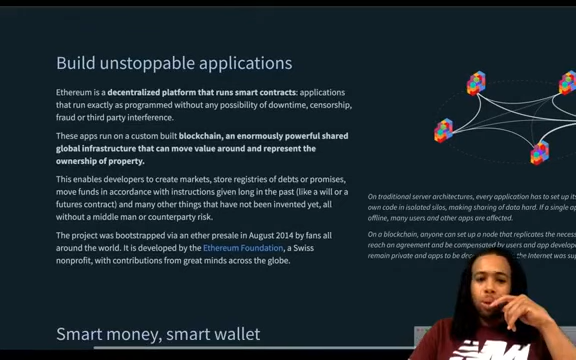 Build unstoppable applications
Ethereum is a decentralized platform that runs smart contracts: applications
that run exactly as programmed without any possibility of downtime, censorship,
fraud or third party interference.
These apps run on a custom built blockchain, an enormously powerful shared
global infrastructure that can move value around and represent the
ownership of property.
This enables developers to create markets, store registries of debts or promises,
move funds in accordance with instructions given long in the past (like a will or a
futures contract) and many other things that have not been invented yet, all
without a middle man or counterparty risk.
The project was bootstrapped via an ether presale in August 2014 by fans all
around the world. It is developed by the Ethereum Foundation, a Swiss
nonprofit, with contributions from great minds across the globe.
On traditional server architectures, every application has to set up its
own code in isolated silos, making sharing of data hard. If a single a
offline, many users and other apps are affected.
On a blockchain, anyone can set up a node that replicates the necess
reach an agreement and be compensated by users and app develop
remain private and apps to be the Internet was sup
Smart money, smart wallet